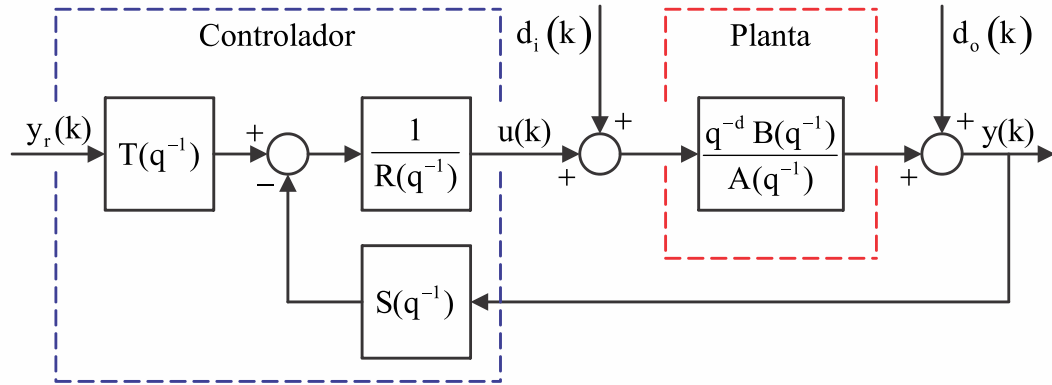 Controlador
d_i(k)
Planta
d_o(k)
y_r(k)
T(q⁻¹)
+
−
1
R(q⁻¹)
u(k)
+
+
q⁻ᵈ B(q⁻¹)
A(q⁻¹)
+
+
y(k)
S(q⁻¹)